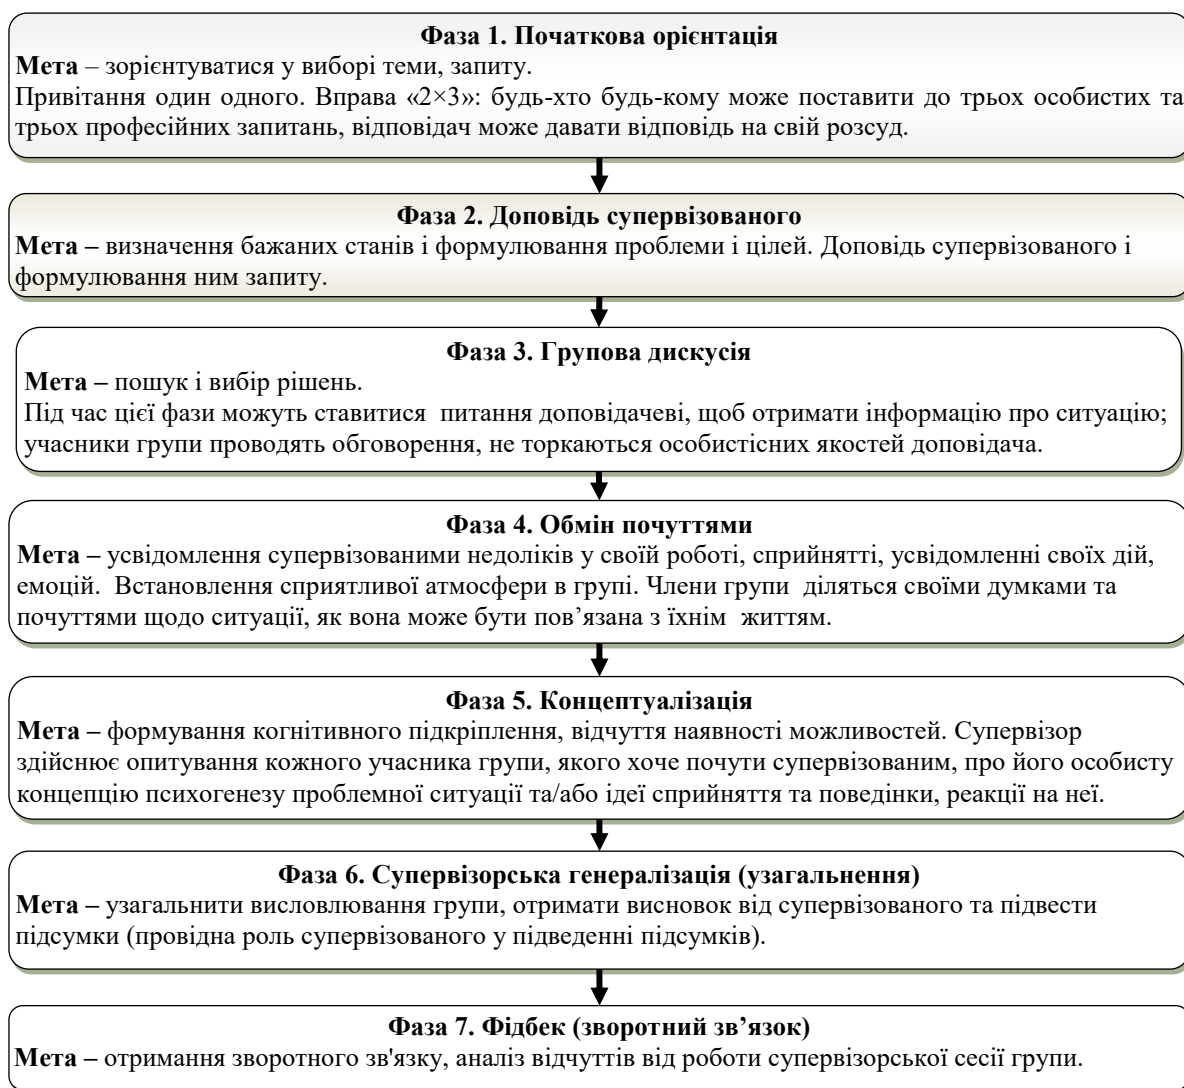 Фаза 1. Початкова орієнтація
Мета – зорієнтуватися у виборі теми, запиту.
Привітання один одного. Вправа «2×3»: будь-хто будь-кому може поставити до трьох особистих та
трьох професійних запитань, відповідач може давати відповідь на свій розсуд.
Фаза 2. Доповідь супервізованого
Мета – визначення бажаних станів і формулювання проблеми і цілей. Доповідь супервізованого і
формулювання ним запиту.
Фаза 3. Групова дискусія
Мета – пошук і вибір рішень.
Під час цієї фази можуть ставитися питання доповідачеві, щоб отримати інформацію про ситуацію;
учасники групи проводять обговорення, не торкаються особистісних якостей доповідача.
Фаза 4. Обмін почуттями
Мета – усвідомлення супервізованими недоліків у своїй роботі, сприйнятті, усвідомленні своїх дій,
емоцій. Встановлення сприятливої атмосфери в групі. Члени групи діляться своїми думками та
почуттями щодо ситуації, як вона може бути пов’язана з їхнім життям.
Фаза 5. Концептуалізація
Мета – формування когнітивного підкріплення, відчуття наявності можливостей. Супервізор
здійснює опитування кожного учасника групи, якого хоче почути супервізованим, про його особисту
концепцію психогенезу проблемної ситуації та/або ідеї сприйняття та поведінки, реакції на неї.
Фаза 6. Супервізорська генералізація (узагальнення)
Мета – узагальнити висловлювання групи, отримати висновок від супервізованого та підвести
підсумки (провідна роль супервізованого у підведенні підсумків).
Фаза 7. Фідбек (зворотний зв’язок)
Мета – отримання зворотного зв'язку, аналіз відчуттів від роботи супервізорської сесії групи.